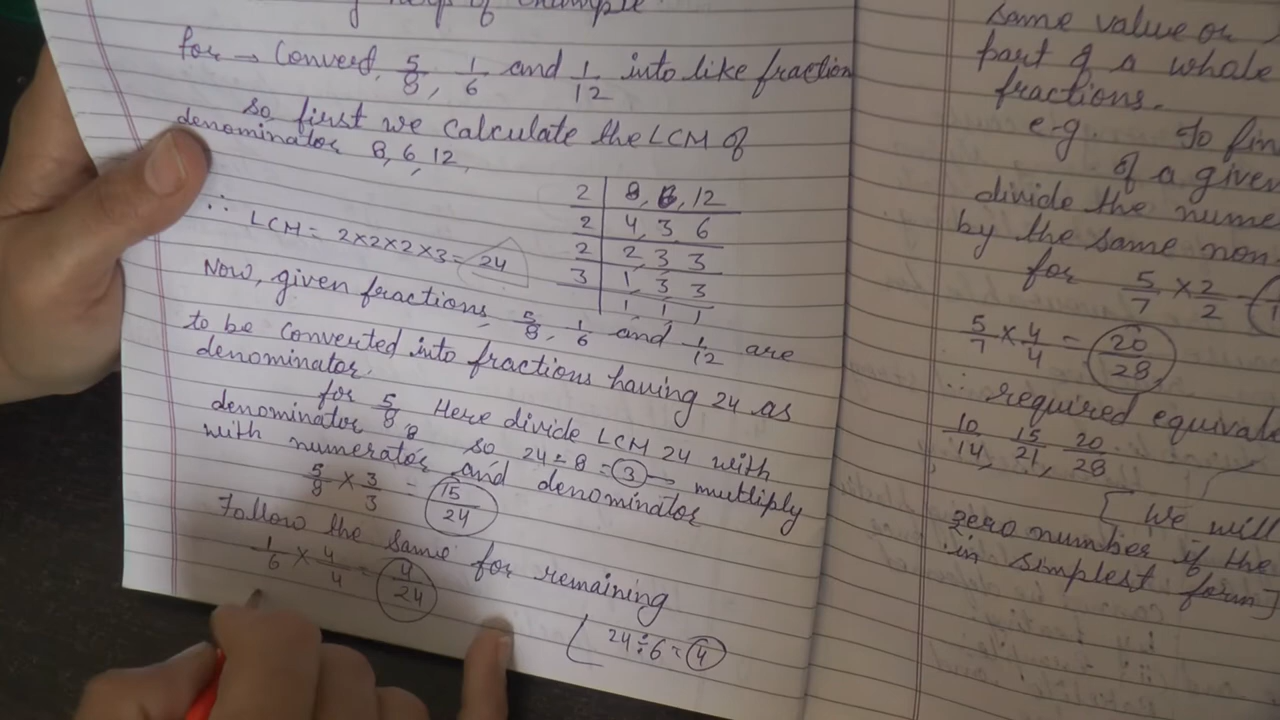 help of example
for → Convert, 5/8, 1/6 and 1/12 into like fraction
so first we calculate the LCM of
denominator 8, 6, 12,
2 | 8, 6, 12
2 | 4, 3 6
2 | 2, 3 3
3 | 1, 3 3
1, 1, 1
∴ LCM = 2×2×2×3 = 24
Now, given fractions, 5/8, 1/6 and 1/12 are
to be converted into fractions having 24 as
denominator.
for 5/8, Here divide LCM 24 with
denominator 8 so 24÷8 = 3 → multiply
with numerator and denominator
5/8 × 3/3 = 15/24
Follow the same for remaining
1/6 × 4/4 = 4/24
24÷6 = 4
same value or
part of a whole
fractions.
e-g To fin
of a given
divide the nume
by the same non-
for 5/7 × 2/2 =
5/7 × 4/4 = 20/28,
∴ required equival
10/14, 15/21, 20/28
[ We will
zero number if the
in simplest form]